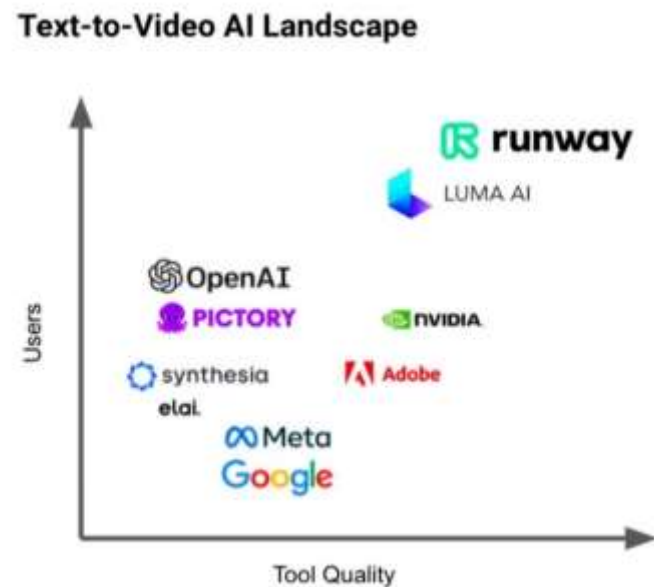 Text-to-Video AI Landscape
runway
LUMA AI
OpenAI
PICTORY
NVIDIA
synthesia
Adobe
elai.
Meta
Google
Users
Tool Quality